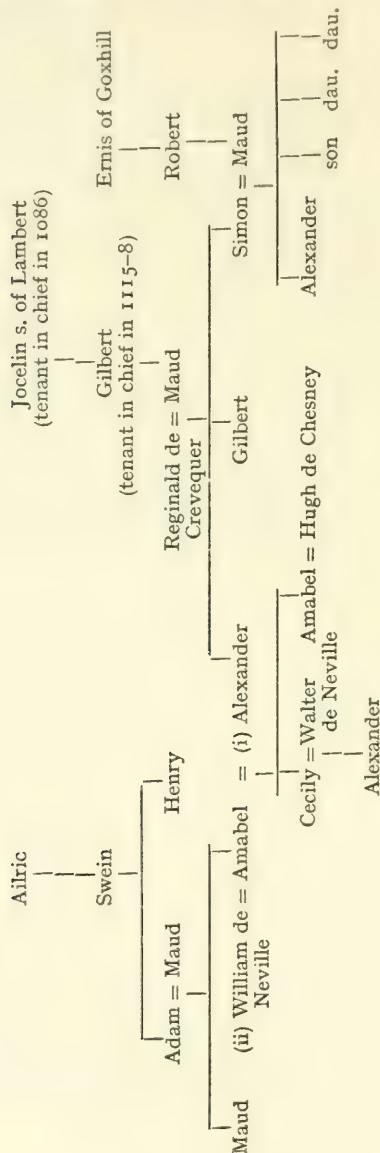 Ailric
Swein
Adam = Maud
Henry
Maud
(ii) William de = Amabel = (i) Alexander
Neville
Cecily = Walter
de Neville
Amabel = Hugh de Chesney
Alexander
Jocelin s. of Lambert
(tenant in chief in 1086)
Gilbert
(tenant in chief in 1115–8)
Reginald de = Maud
Crevequer
Gilbert
Ernis of Goxhill
Robert
Simon = Maud
Alexander
son
dau.
dau.